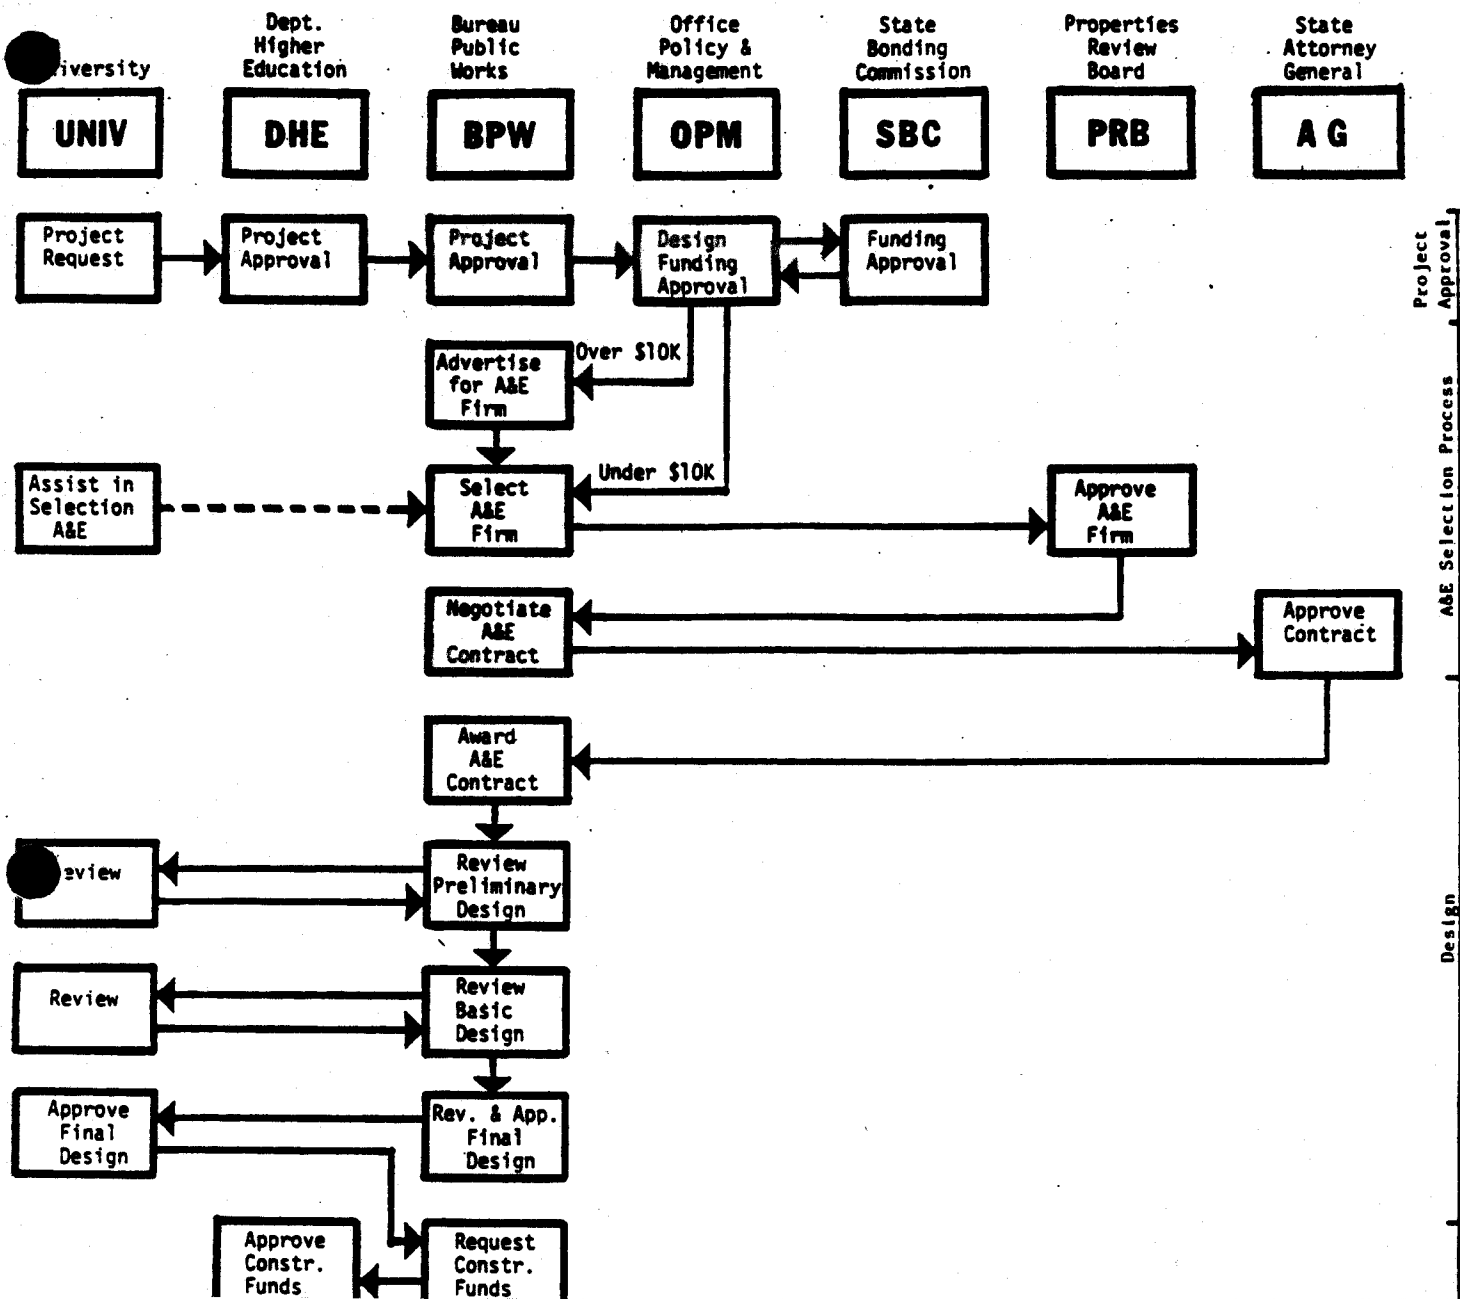 Dept.
Higher
Education
Bureau
Public
Works
Office
Policy &
Management
State
Bonding
Commission
Properties
Review
Board
State
Attorney
General
iversity
UNIV
DHE
BPW
OPM
SBC
PRB
AG
Project
Request
Project
Approval
Project
Approval
Design
Funding
Approval
Funding
Approval
Project
Approval
Over $10K
Advertise
for A&E
Firm
Under $10K
Assist in
Selection
A&E
Select
A&E
Firm
Approve
A&E
Firm
A&E Selection Process
Negotiate
A&E
Contract
Approve
Contract
Award
A&E
Contract
eview
Review
Preliminary
Design
Design
Review
Review
Basic
Design
Approve
Final
Design
Rev. & App.
Final
Design
Approve
Constr.
Funds
Request
Constr.
Funds